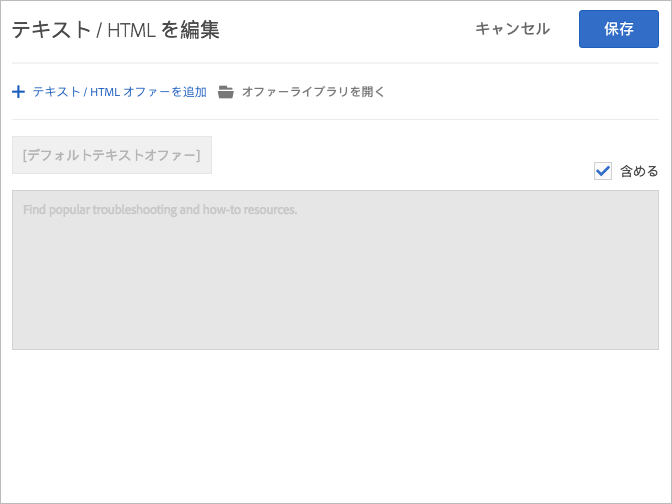 テキスト / HTML を編集 キャンセル 保存
テキスト / HTML オファーを追加 オファーライブラリを開く
[デフォルトテキストオファー]
含める
Find popular troubleshooting and how-to resources.